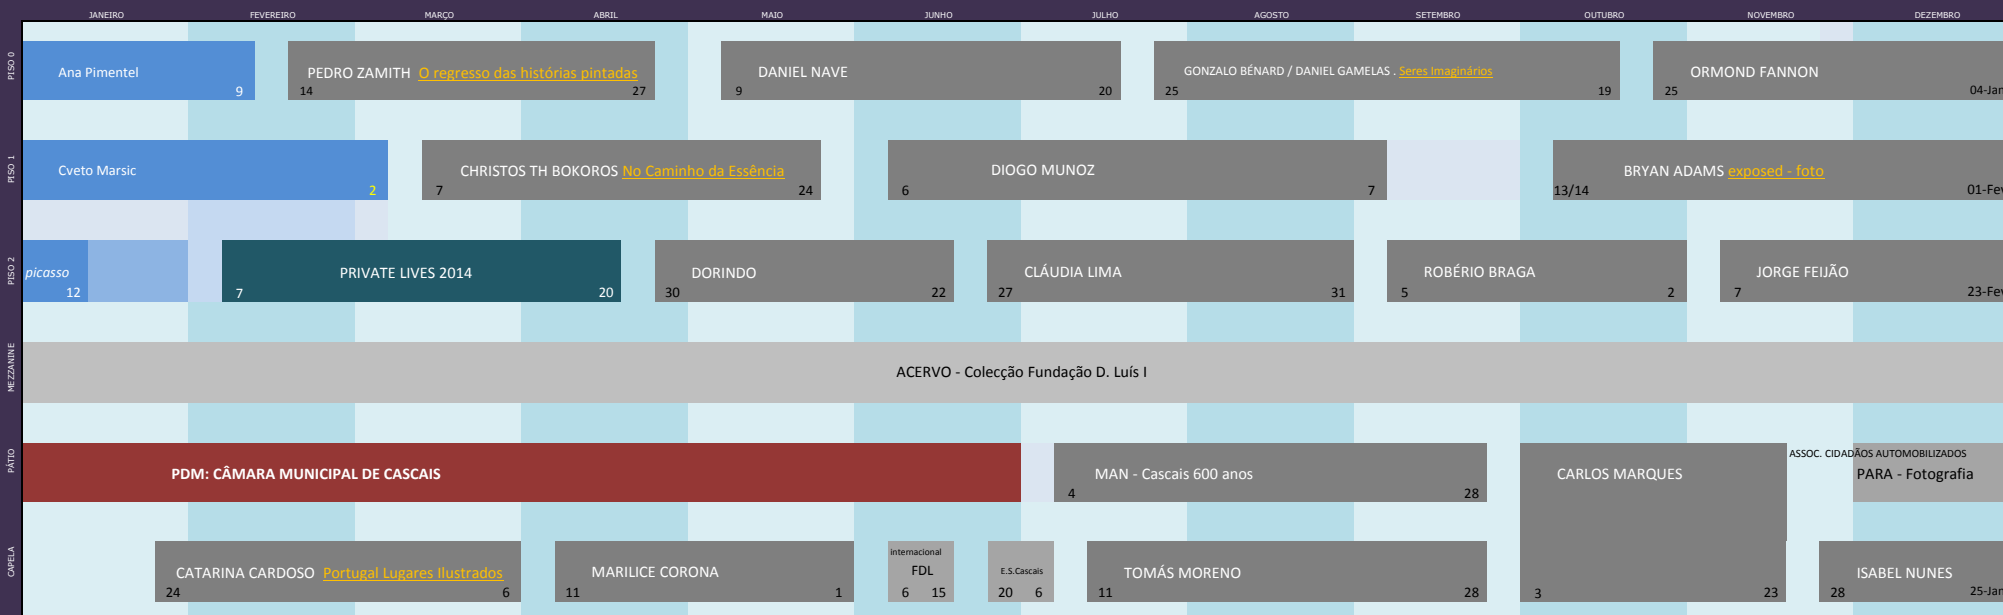 JANEIRO FEVEREIRO MARÇO ABRIL MAIO JUNHO JULHO AGOSTO SETEMBRO OUTUBRO NOVEMBRO DEZEMBRO
PISO 0
Ana Pimentel
9
PEDRO ZAMITH O regresso das histórias pintadas
14 27
DANIEL NAVE
9 20
GONZALO BÉNARD / DANIEL GAMELAS . Seres Imaginários
25 19
ORMOND FANNON
25 04-Jan
PISO 1
Cveto Marsic
2
CHRISTOS TH BOKOROS No Caminho da Essência
7 24
DIOGO MUNOZ
6 7
BRYAN ADAMS exposed - foto
13/14 01-Fev
PISO 2
picasso
12
PRIVATE LIVES 2014
7 20
DORINDO
30 22
CLÁUDIA LIMA
27 31
ROBÉRIO BRAGA
5 2
JORGE FEIJÃO
7 23-Fev
MEZZANINE
ACERVO - Colecção Fundação D. Luís I
PÁTIO
PDM: CÂMARA MUNICIPAL DE CASCAIS
MAN - Cascais 600 anos
4 28
CARLOS MARQUES
3 23
ASSOC. CIDADÃOS AUTOMOBILIZADOS
PARA - Fotografia
CAPELA
CATARINA CARDOSO Portugal Lugares Ilustrados
24 6
MARILICE CORONA
11 1
internacional
FDL
6 15
E.S.Cascais
20 6
TOMÁS MORENO
11 28
ISABEL NUNES
28 25-Jan